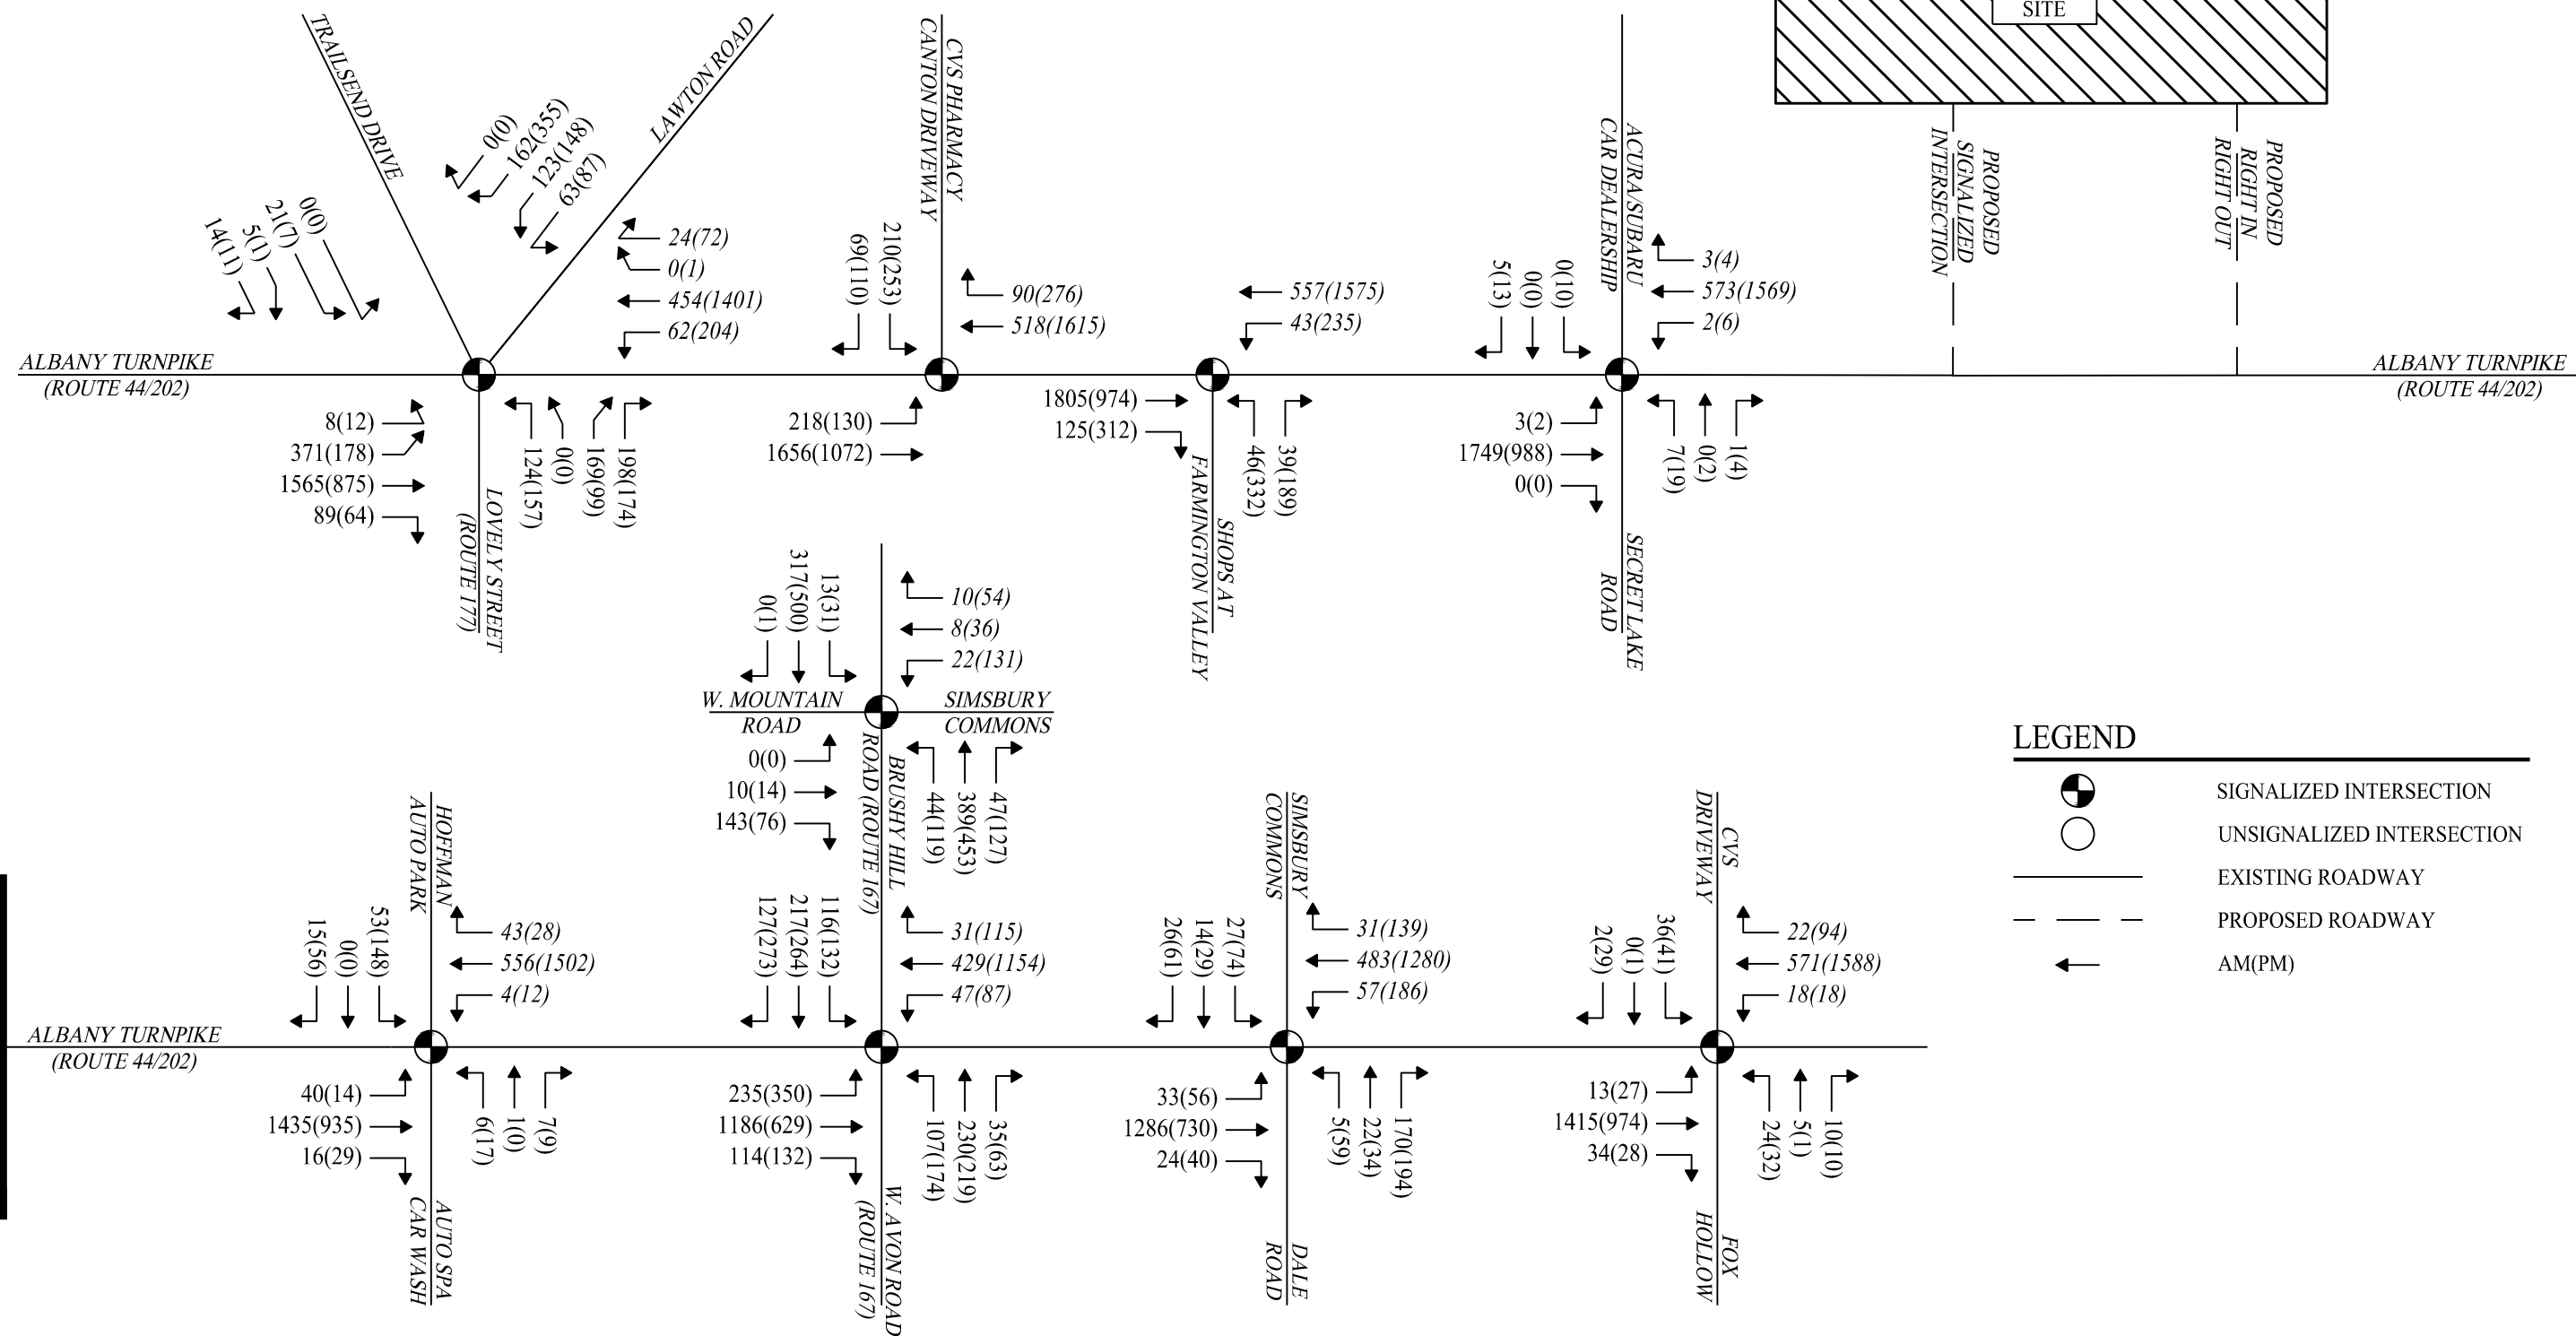 SITE
TRAILSEND DRIVE
LAWTON ROAD
0(0)
162(355)
123(148)
63(87)
14(11)
5(1)
21(7)
0(0)
24(72)
0(1)
454(1401)
62(204)
ALBANY TURNPIKE
(ROUTE 44/202)
8(12)
371(178)
1565(875)
89(64)
124(157)
0(0)
169(99)
198(174)
LOVELY STREET
(ROUTE 177)
CVS PHARMACY
CANTON DRIVEWAY
69(110)
210(253)
90(276)
518(1615)
218(130)
1656(1072)
557(1575)
43(235)
1805(974)
125(312)
46(332)
39(189)
SHOPS AT
FARMINGTON VALLEY
ACURA/SUBARU
CAR DEALERSHIP
5(13)
0(0)
0(10)
3(4)
573(1569)
2(6)
3(2)
1749(988)
0(0)
7(19)
0(2)
1(4)
SECRET LAKE
ROAD
PROPOSED
SIGNALIZED
INTERSECTION
PROPOSED
RIGHT IN
RIGHT OUT
ALBANY TURNPIKE
(ROUTE 44/202)
0(1)
317(500)
13(31)
10(54)
8(36)
22(131)
W. MOUNTAIN
ROAD
SIMSBURY
COMMONS
0(0)
10(14)
143(76)
44(119)
389(453)
47(127)
BRUSHY HILL
ROAD (ROUTE 167)
LEGEND
SIGNALIZED INTERSECTION
UNSIGNALIZED INTERSECTION
EXISTING ROADWAY
PROPOSED ROADWAY
AM(PM)
HOFFMAN
AUTO PARK
15(56)
0(0)
53(148)
43(28)
556(1502)
4(12)
ALBANY TURNPIKE
(ROUTE 44/202)
40(14)
1435(935)
16(29)
6(17)
1(0)
7(9)
AUTO SPA
CAR WASH
127(273)
217(264)
116(132)
31(115)
429(1154)
47(87)
235(350)
1186(629)
114(132)
107(174)
230(219)
35(63)
W. AVON ROAD
(ROUTE 167)
SIMSBURY
COMMONS
26(61)
14(29)
27(74)
31(139)
483(1280)
57(186)
33(56)
1286(730)
24(40)
5(59)
22(34)
170(194)
DALE
ROAD
CVS
DRIVEWAY
2(29)
0(1)
36(41)
22(94)
571(1588)
18(18)
13(27)
1415(974)
34(28)
24(32)
5(1)
10(10)
FOX
HOLLOW